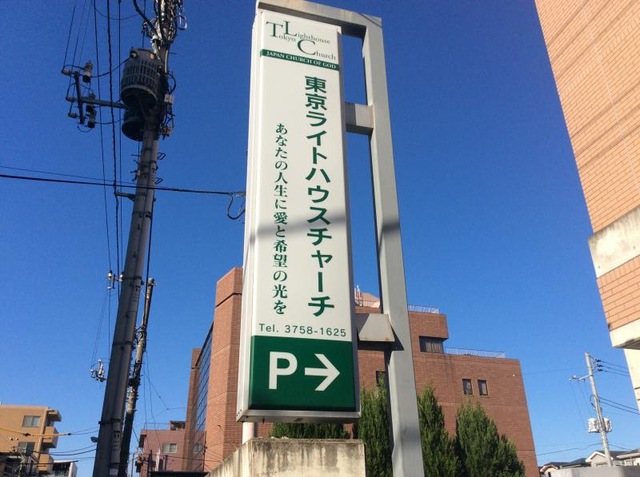 Tokyo Lighthouse Church
JAPAN CHURCH OF GOD
東京ライトハウスチャーチ
あなたの人生に愛と希望の光を
Tel. 3758-1625
P→